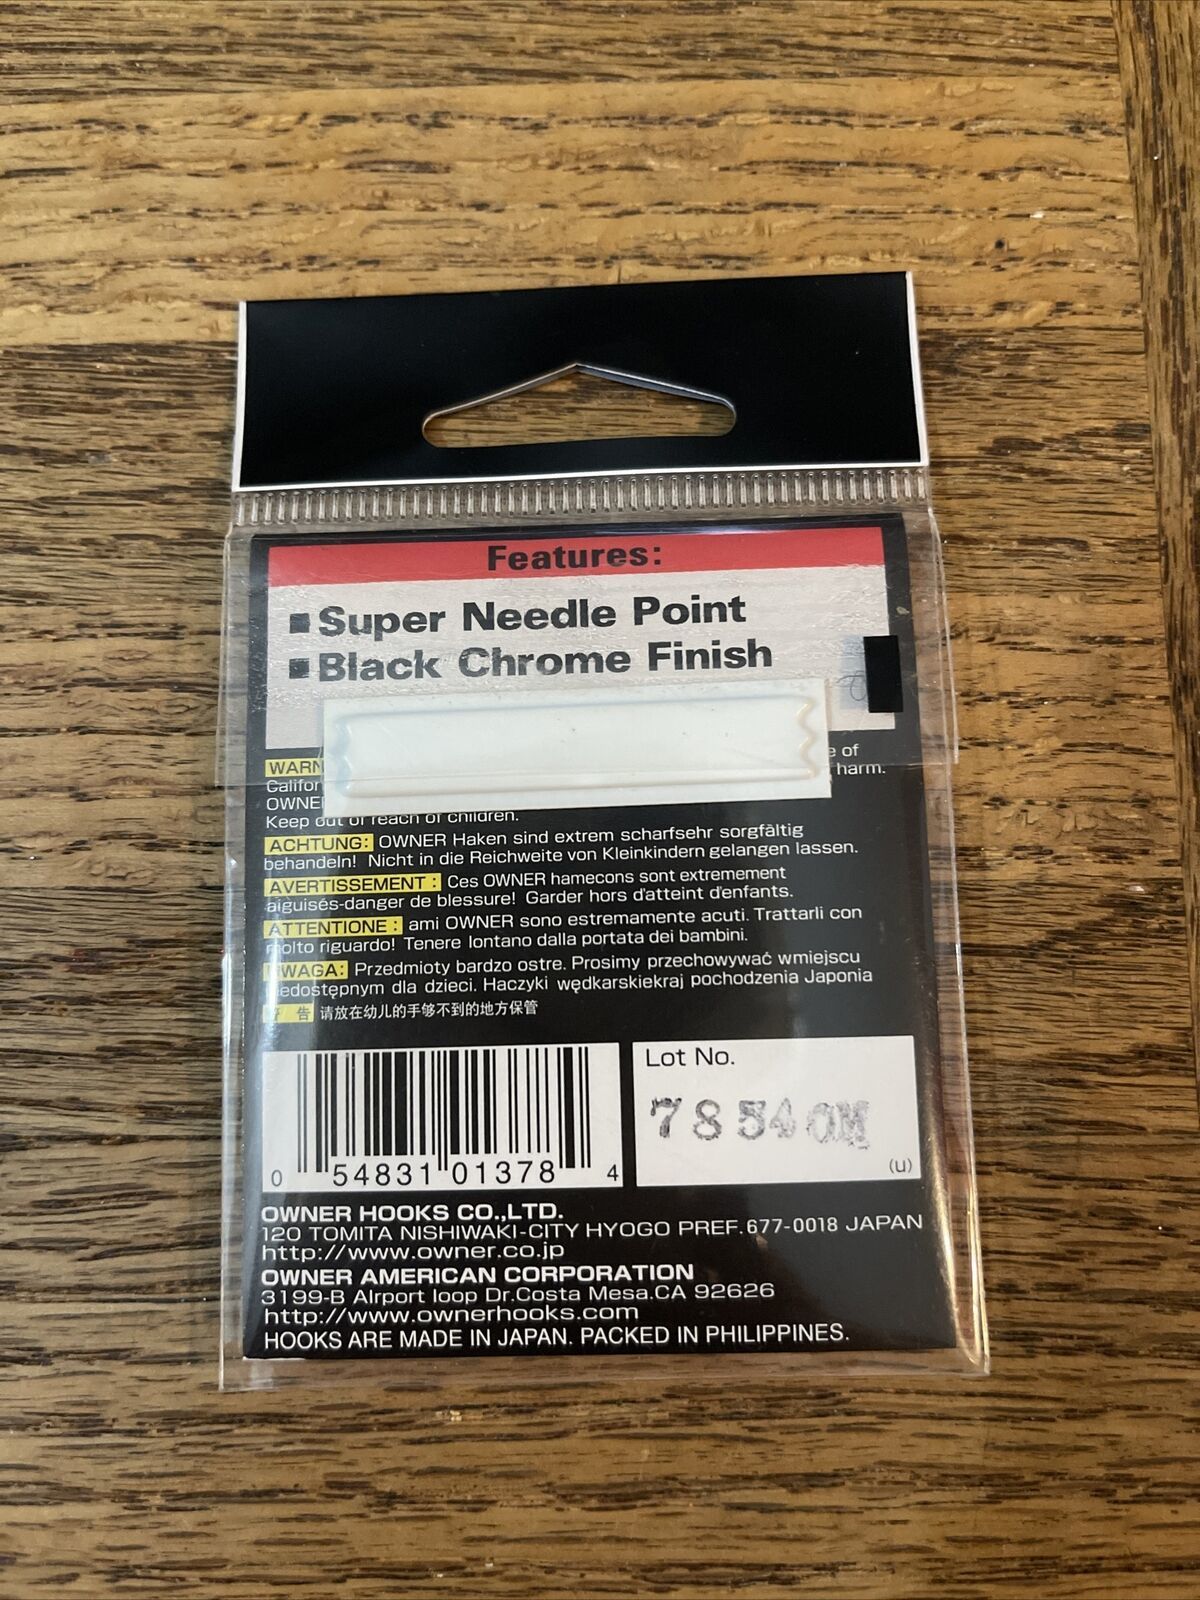 Features:
■ Super Needle Point
■ Black Chrome Finish
of
harm.
OWNE
Keep out of reach of children.
ACHTUNG: OWNER Haken sind extrem scharfsehr sorgfältig
behandeln! Nicht in die Reichweite von Kleinkindern gelangen lassen.
AVERTISSEMENT : Ces OWNER hamecons sont extremement
aiguisés-danger de blessure! Garder hors d'atteint d'enfants.
ATTENTIONE : ami OWNER sono estremamente acuti. Trattarli con
molto riguardo! Tenere lontano dalla portata dei bambini.
UWAGA: Przedmioty bardzo ostre. Prosimy przechowywać wmiejscu
niedostępnym dla dzieci. Haczyki wędkarskiekraj pochodzenia Japonia
告 请放在幼儿的手够不到的地方保管
0 54831 01378 4
Lot No.
7854
(u)
OWNER HOOKS CO.,LTD.
120 TOMITA NISHIWAKI-CITY HYOGO PREF.677-0018 JAPAN
http://www.owner.co.jp
OWNER AMERICAN CORPORATION
3199-B AIrport loop Dr.Costa Mesa.CA 92626
http://www.ownerhooks.com
HOOKS ARE MADE IN JAPAN. PACKED IN PHILIPPINES.